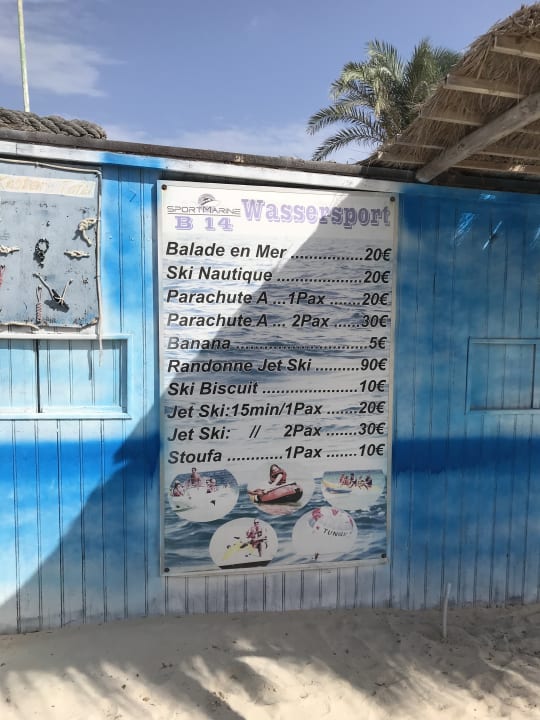 SPORTMARINE
B 14
Wassersport
Balade en Mer ................20€
Ski Nautique....................20€
Parachute A ... 1Pax .......20€
Parachute A ... 2Pax ......30€
Banana..............................5€
Randonne Jet Ski ..........90€
Ski Biscuit ......................10€
Jet Ski:15min/1Pax .......20€
Jet Ski: // 2Pax .......30€
Stoufa ............1Pax .......10€